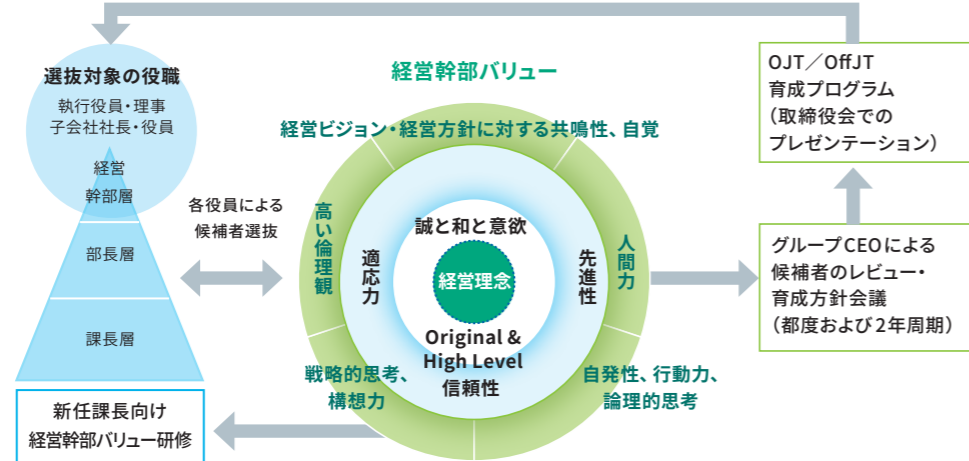 選抜対象の役職
執行役員・理事
子会社社長・役員
経営
幹部層
部長層
課長層
新任課長向け
経営幹部バリュー研修
各役員による
候補者選抜
経営幹部バリュー
経営ビジョン・経営方針に対する共鳴性、自覚
高い倫理観
適応力
誠と和と意欲
経営理念
Original &
High Level
信頼性
先進性
人間力
戦略的思考、
構想力
自発性、行動力、
論理的思考
OJT／OffJT
育成プログラム
（取締役会での
プレゼンテーション）
グループCEOによる
候補者のレビュー・
育成方針会議
（都度および2年周期）